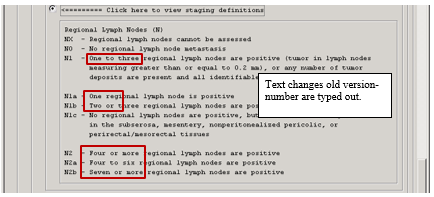 <========== Click here to view staging definitions
Regional Lymph Nodes (N)
NX - Regional lymph nodes cannot be assessed
N0 - No regional lymph node metastasis
N1 - One to three regional lymph nodes are positive (tumor in lymph nodes
measuring greater than or equal to 0.2 mm), or any number of tumor
deposits are present and all identifiable
Text changes old version-
number are typed out.
N1a - One regional lymph node is positive
N1b - Two or three regional lymph nodes are pos
N1c - No regional lymph nodes are positive, but
in the subserosa, mesentery, nonperitonealized pericolic, or
perirectal/mesorectal tissues
N2 - Four or more regional lymph nodes are positive
N2a - Four to six regional lymph nodes are positive
N2b - Seven or more regional lymph nodes are positive